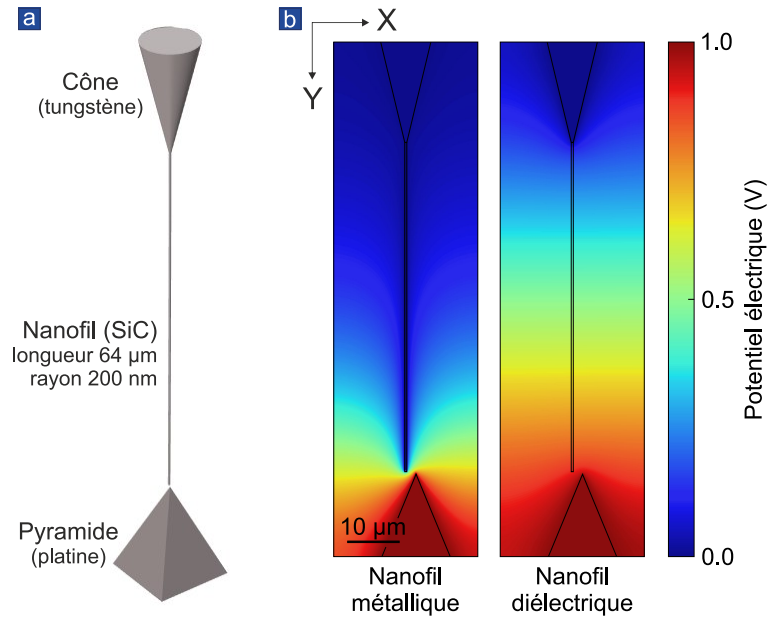 a
Cône
(tungstène)
Nanofil (SiC)
longueur 64 µm
rayon 200 nm
Pyramide
(platine)
b
X
Y
10 µm
Nanofil
métallique
Nanofil
diélectrique
1.0
0.5
0.0
Potentiel électrique (V)